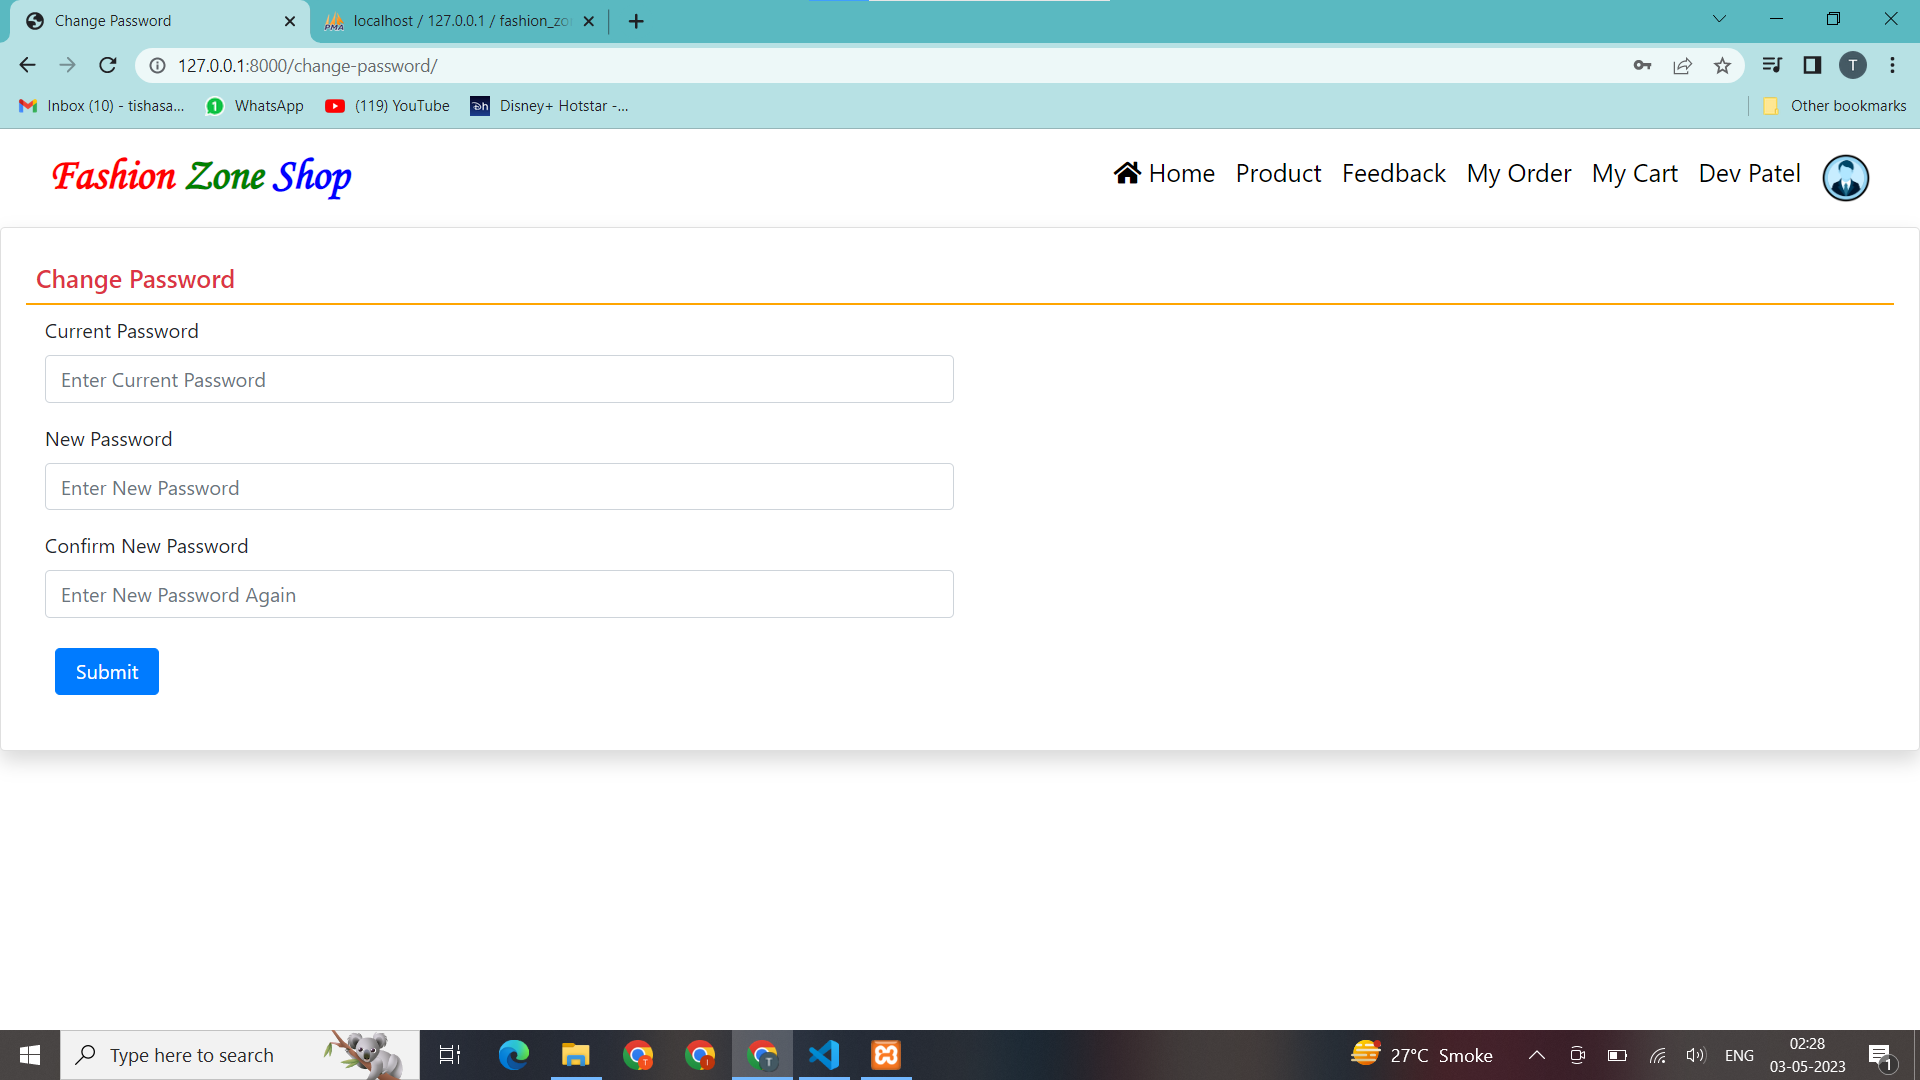 Change Password
localhost / 127.0.0.1 / fashion_zo
127.0.0.1:8000/change-password/
T
Inbox (10) - tishasa...
WhatsApp
(119) YouTube
Disney+ Hotstar -...
Other bookmarks
Fashion Zone Shop
Home
Product
Feedback
My Order
My Cart
Dev Patel
Change Password
Current Password
Enter Current Password
New Password
Enter New Password
Confirm New Password
Enter New Password Again
Submit
Type here to search
27°C Smoke
ENG
02:28
03-05-2023
1